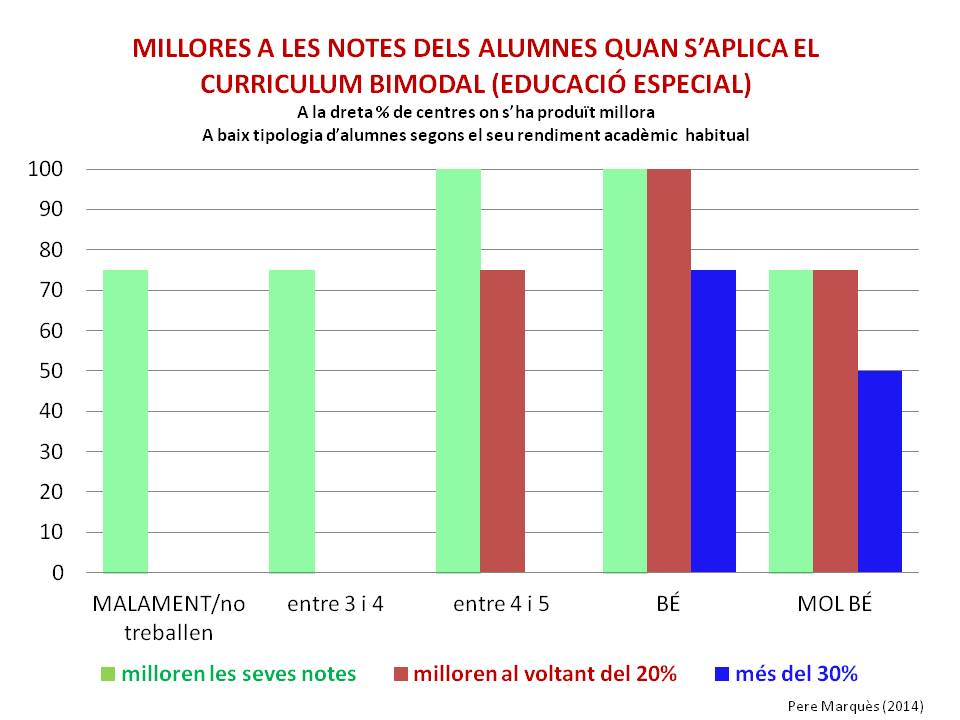 MILLORES A LES NOTES DELS ALUMNES QUAN S'APLICA EL
CURRICULUM BIMODAL (EDUCACIÓ ESPECIAL)
A la dreta % de centres on s'ha produït millora
A baix tipologia d'alumnes segons el seu rendiment acadèmic habitual
100
90
80
70
60
50
40
30
20
10
0
MALAMENT/no treballen
entre 3 i 4
entre 4 i 5
BÉ
MOL BÉ
milloren les seves notes
milloren al voltant del 20%
més del 30%
Pere Marquès (2014)